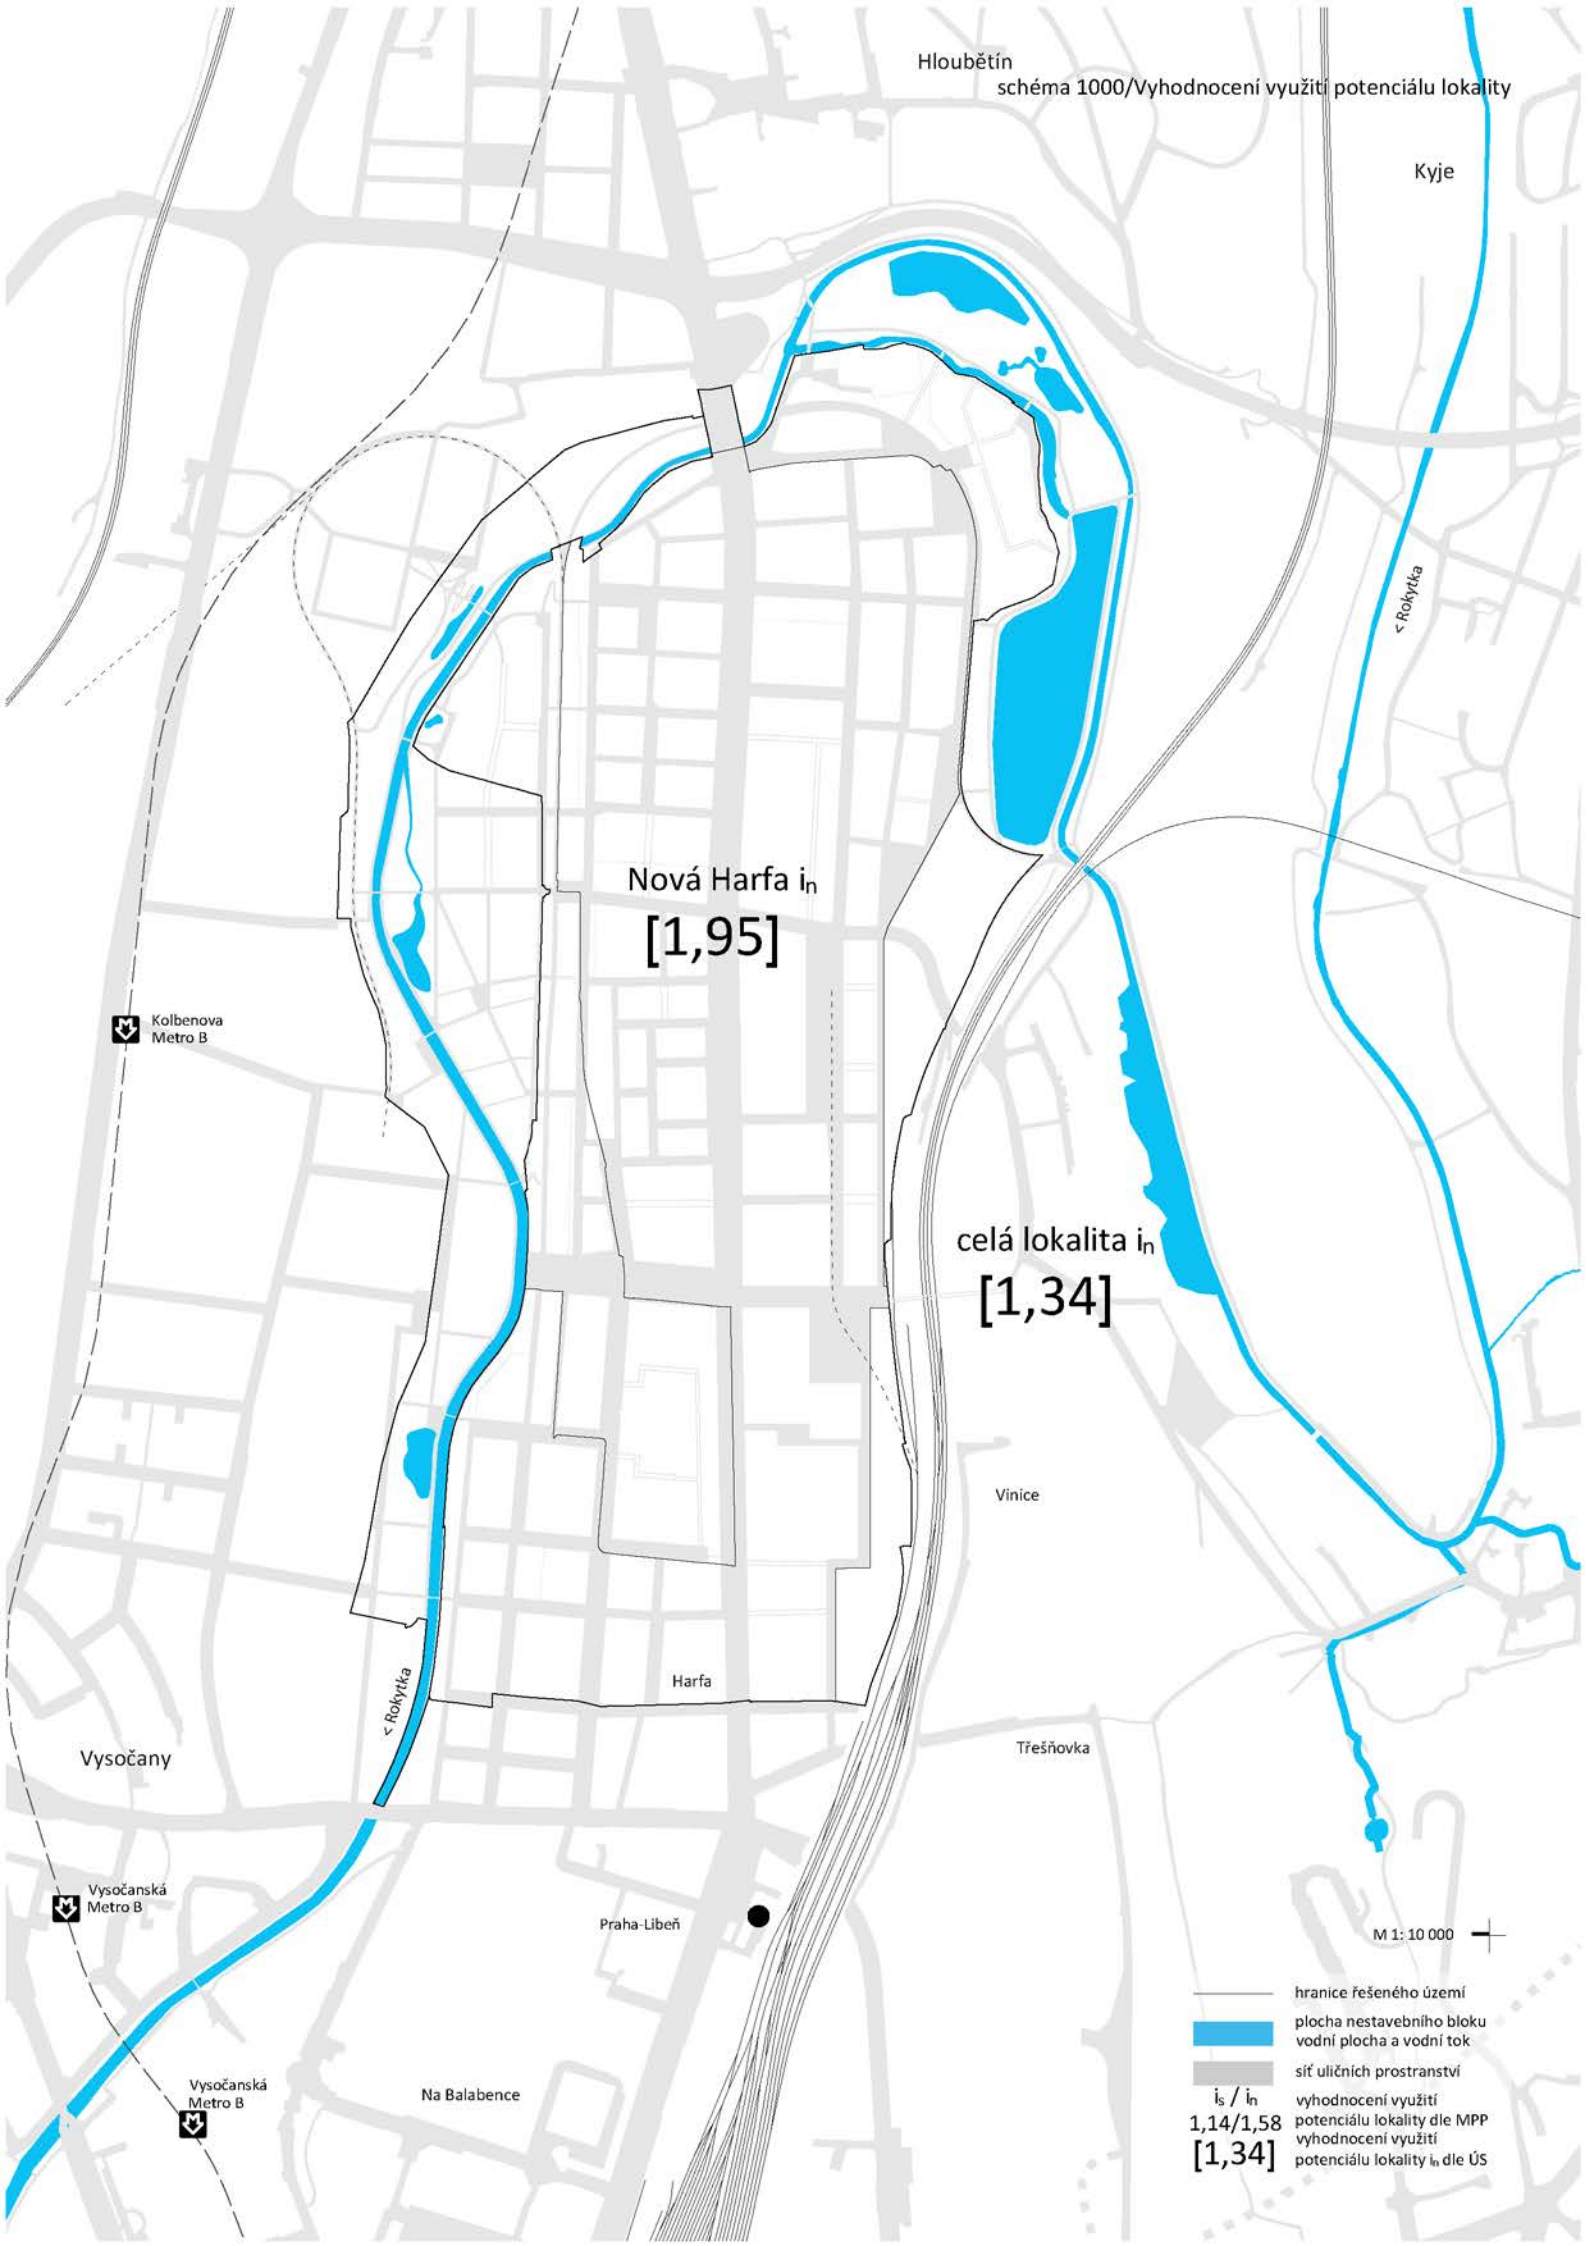 Hloubětín
schéma 1000/Vyhodnocení využití potenciálu lokality
Kyje
< Rokytka
Nová Harfa iₙ
[1,95]
Kolbenova
Metro B
celá lokalita iₙ
[1,34]
Vinice
Harfa
< Rokytka
Třešňovka
Vysočany
Vysočanská
Metro B
Praha-Libeň
M 1: 10 000
hranice řešeného území
plocha nestavebního bloku
vodní plocha a vodní tok
síť uličních prostranství
iₛ / iₙ
1,14/1,58
vyhodnocení využití
potenciálu lokality dle MPP
[1,34]
vyhodnocení využití
potenciálu lokality iₙ dle ÚS
Vysočanská
Metro B
Na Balabence